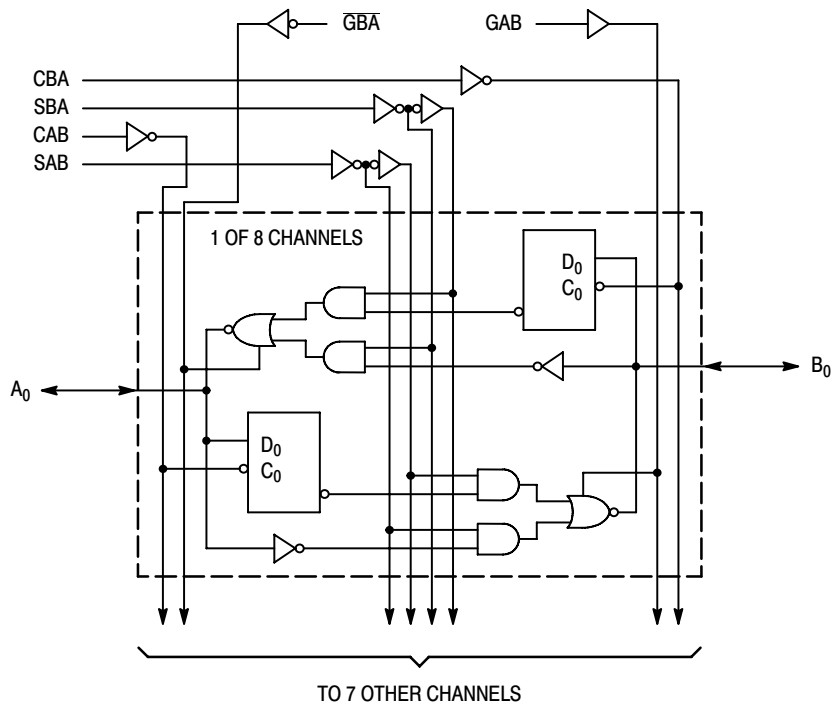 G̅B̅A̅ GAB
CBA
SBA
CAB
SAB
1 OF 8 CHANNELS
D₀
C₀
A₀
B₀
D₀
C₀
TO 7 OTHER CHANNELS